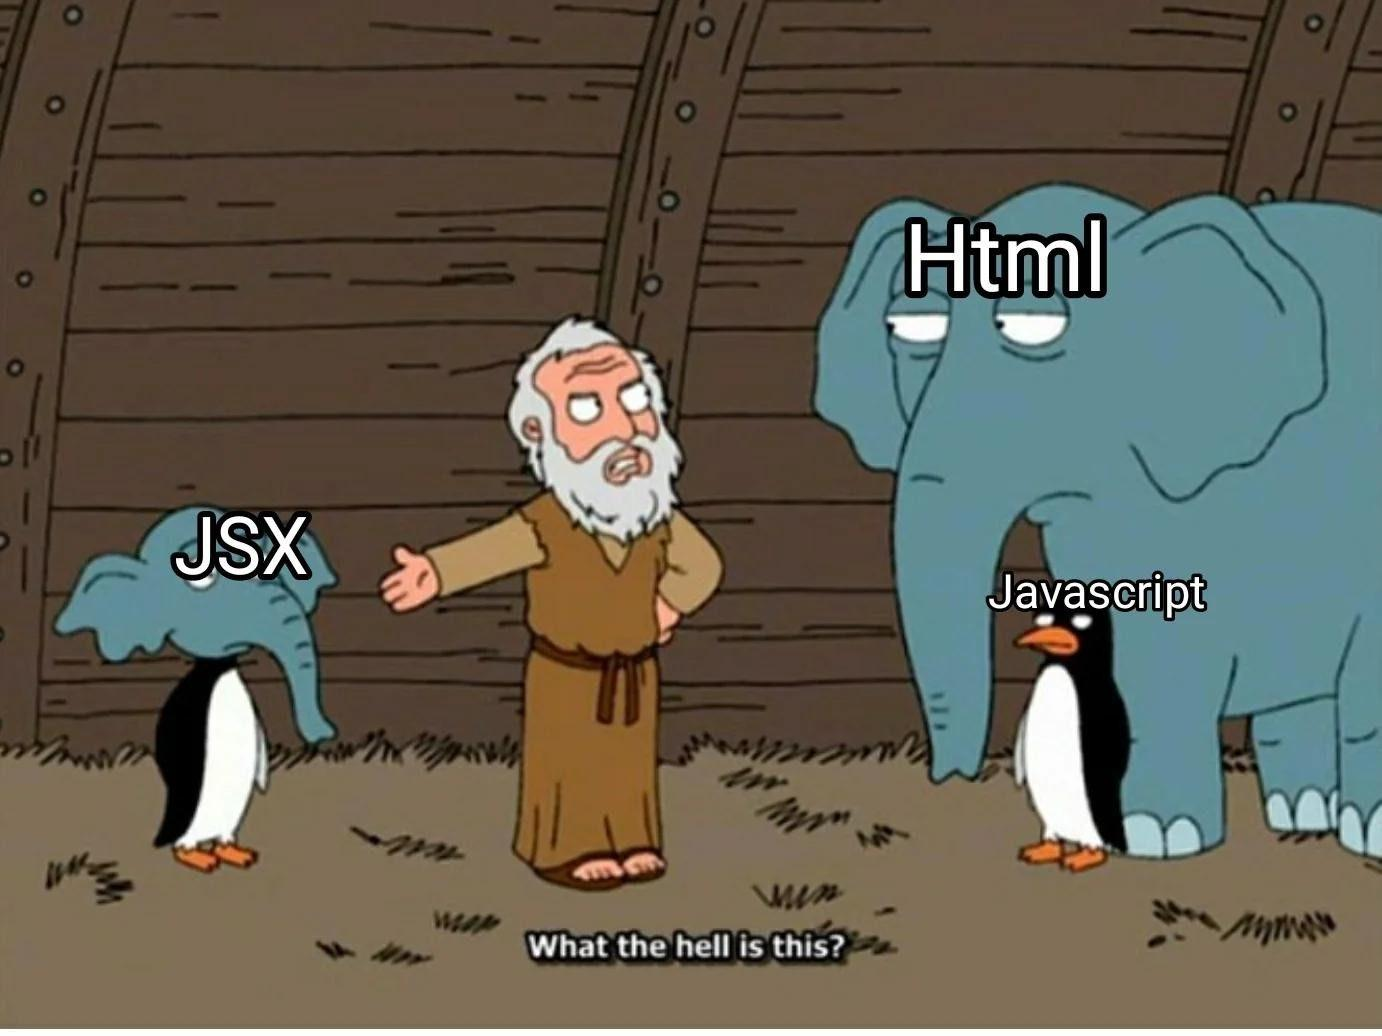 Html
JSX
Javascript
What the hell is this?